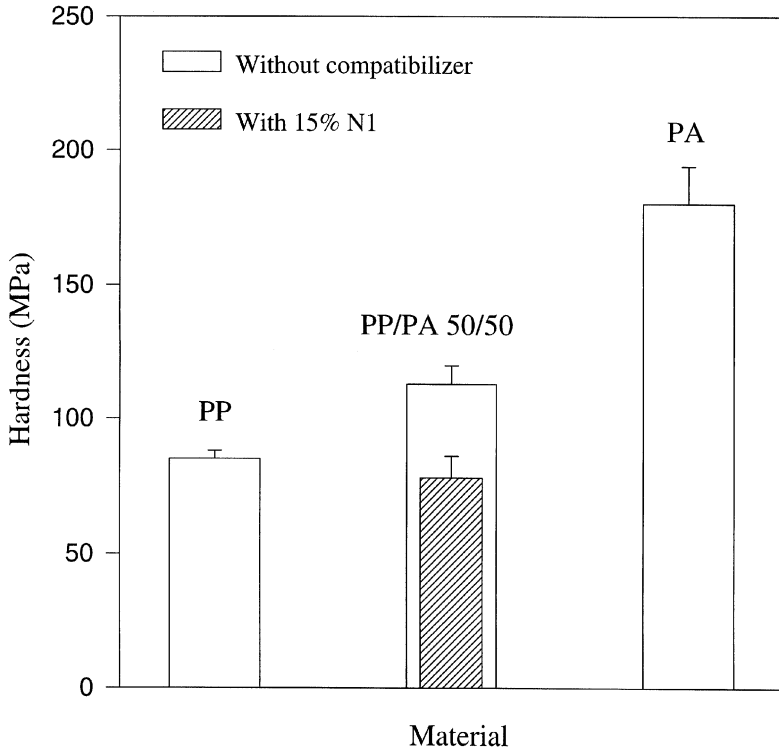 250
Without compatibilizer
With 15% N1
200
PA
150
PP/PA 50/50
Hardness (MPa)
100
PP
50
0
Material